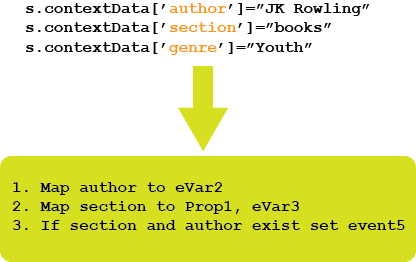 s.contextData['author']=”JK Rowling”
s.contextData['section']=”books”
s.contextData['genre']=”Youth”
1. Map author to eVar2
2. Map section to Prop1, eVar3
3. If section and author exist set event5